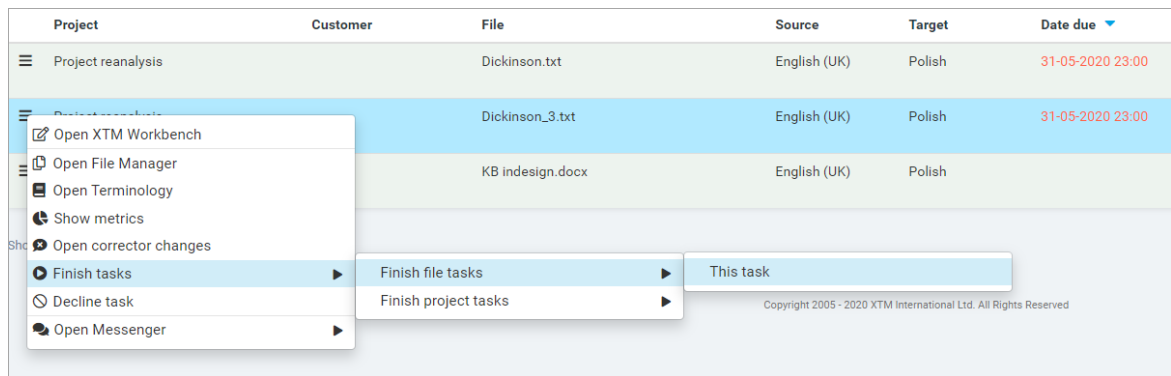 Project Customer File Source Target Date due
Project reanalysis Dickinson.txt English (UK) Polish 31-05-2020 23:00
Dickinson_3.txt English (UK) Polish 31-05-2020 23:00
Open XTM Workbench
Open File Manager KB indesign.docx English (UK) Polish
Open Terminology
Show metrics
Open corrector changes
Finish tasks Finish file tasks This task
Decline task Finish project tasks Copyright 2005 - 2020 XTM International Ltd. All Rights Reserved
Open Messenger